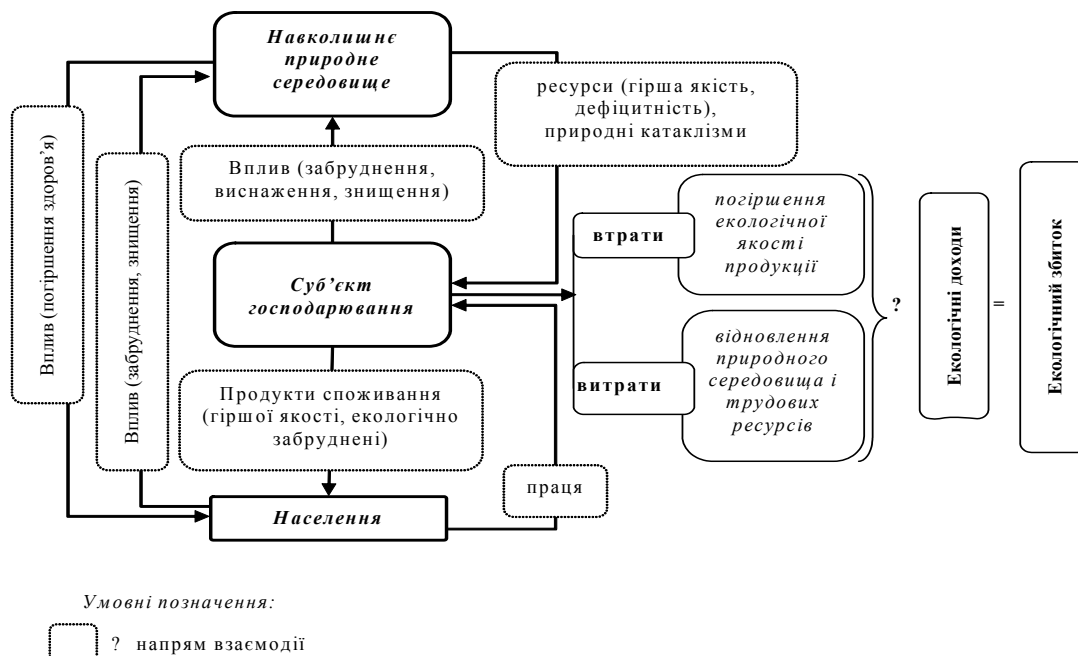 Навколишнє
природне
середовище
ресурси (гірша якість,
дефіцитність),
природні катаклізми
Вплив (погіршення здоров’я)
Вплив (забруднення, знищення)
Вплив (забруднення,
виснаження, знищення)
втрати
погіршення
екологічної
якості
продукції
Суб’єкт
господарювання
?
Екологічні доходи
=
Екологічний збиток
витрати
відновлення
природного
середовища і
трудових
ресурсів
Продукти споживання
(гіршої якості, екологічно
забруднені)
праця
Населення
Умовні позначення:
? напрям взаємодії